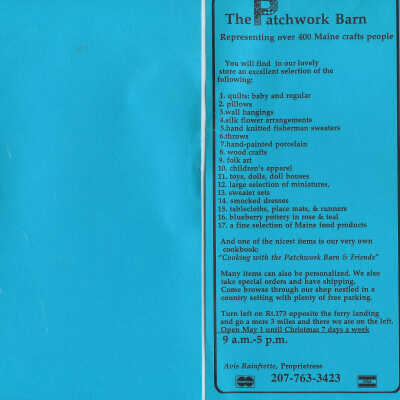 The Patchwork Barn
Representing over 400 Maine crafts people
You will find in our lovely
store an excellent selection of the
following:
1. quilts: baby and regular
2. pillows
3.wall hangings
4.silk flower arrangements
5.hand knitted fisherman sweaters
6.throws
7.hand-painted porcelain
8. wood crafts
9. folk art
10. children's apparel
11. toys, dolls, doll houses
12. large selection of miniatures,
13. sweater sets
14. smocked dresses
15. tablecloths, place mats, & runners
16. blueberry pottery in rose & teal
17. a fine selection of Maine food products
And one of the nicest items is our very own
cookbook:
"Cooking with the Patchwork Barn & Friends"
Many items can also be personalized. We also
take special orders and have shipping.
Come browse through our shop nestled in a
country setting with plenty of free parking.
Turn left on Rt.173 opposite the ferry landing
and go a mere 3 miles and there we are on the left.
Open May 1 until Christmas 7 days a week
9 a.m.-5 p.m.
Avis Rainfrette, Proprietress
207-763-3423